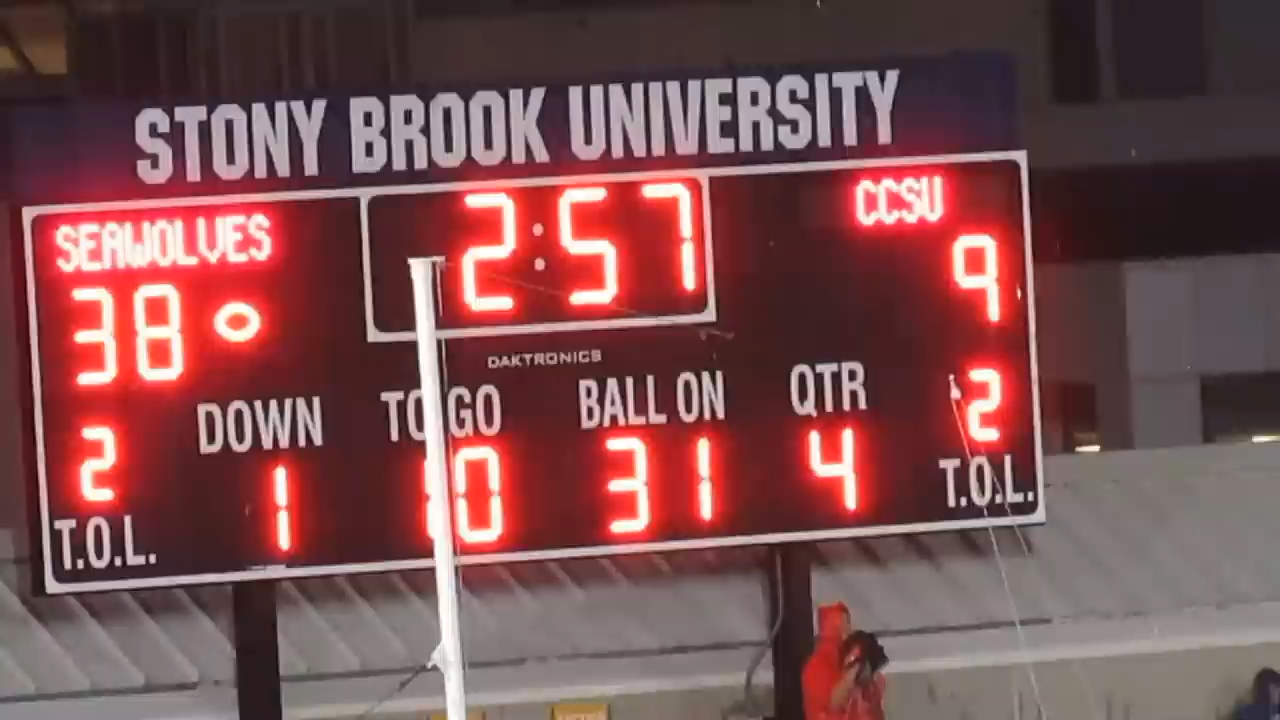 STONY BROOK UNIVERSITY
SEAWOLVES 2:57 CCSU
38 9
DAKTRONICS
DOWN TO GO BALL ON QTR
2 1 10 31 4 2
T.O.L. T.O.L.